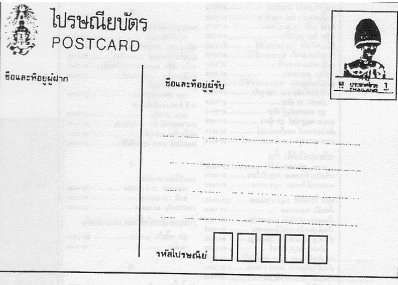 ไปรษณียบัตร
POSTCARD
ชื่อและที่อยู่ผู้ฝาก
ชื่อและที่อยู่ผู้รับ
ประเทศไทย 1
THAILAND
รหัสไปรษณีย์